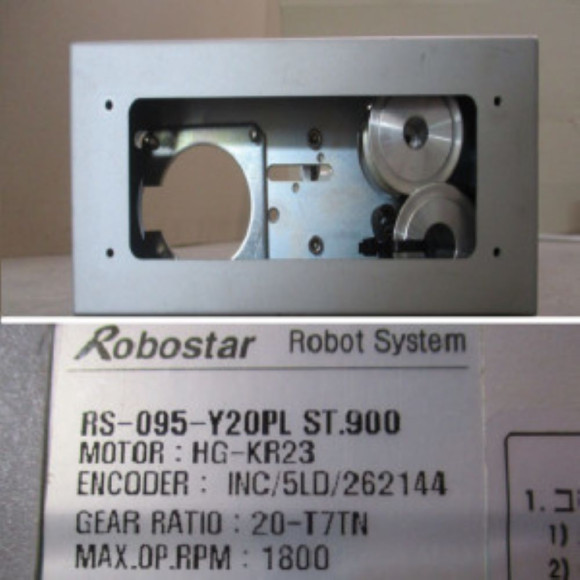 Robostar Robot System
RS-095-Y20PL ST.900
MOTOR : HG-KR23
ENCODER : INC/5LD/262144
GEAR RATIO : 20-T7TN
MAX.OP.RPM : 1800
1. 그
1)
2)